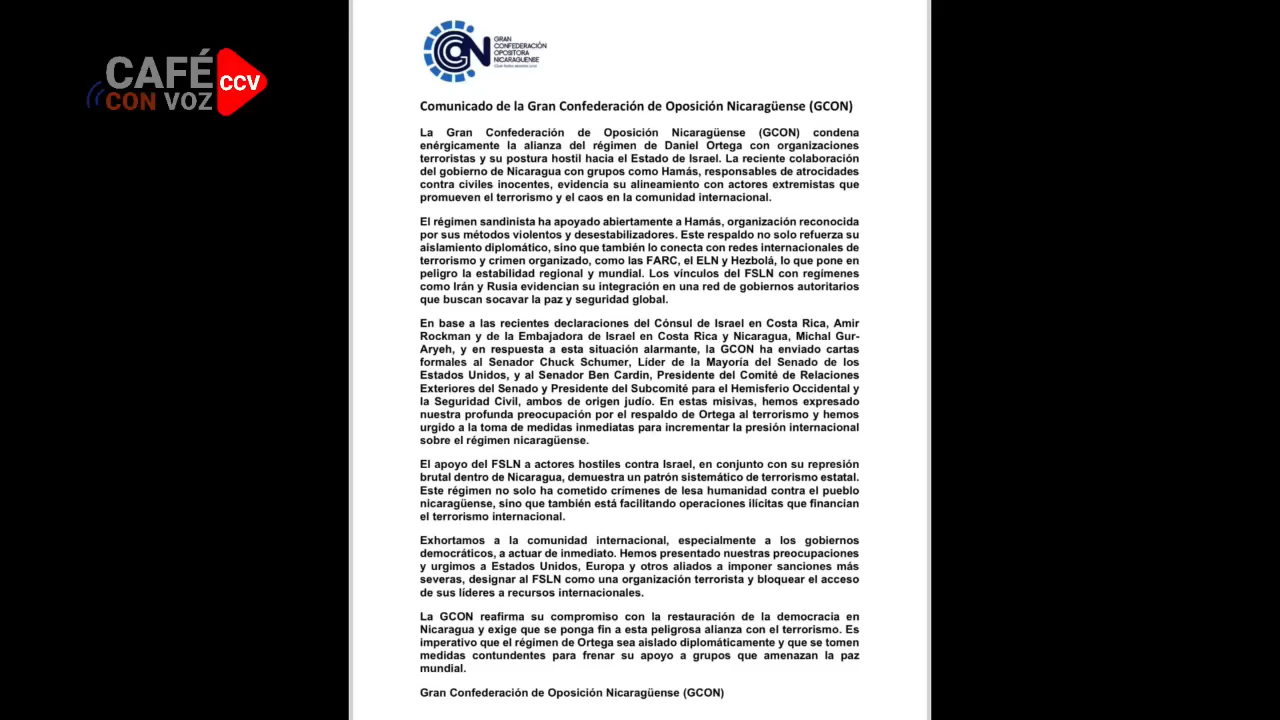 CAFÉ
CON VOZ
CCV
GCON
GRAN
CONFEDERACIÓN
OPOSITORA
NICARAGUENSE
Comunicado de la Gran Confederación de Oposición Nicaragüense (GCON)
La Gran Confederación de Oposición Nicaragüense (GCON) condena
enérgicamente la alianza del régimen de Daniel Ortega con organizaciones
terroristas y su postura hostil hacia el Estado de Israel. La reciente colaboración
del gobierno de Nicaragua con grupos como Hamás, responsables de atrocidades
contra civiles inocentes, evidencia su alineamiento con actores extremistas que
promueven el terrorismo y el caos en la comunidad internacional.
El régimen sandinista ha apoyado abiertamente a Hamás, organización reconocida
por sus métodos violentos y desestabilizadores. Este respaldo no solo refuerza su
aislamiento diplomático, sino que también lo conecta con redes internacionales de
terrorismo y crimen organizado, como las FARC, el ELN y Hezbolá, lo que pone en
peligro la estabilidad regional y mundial. Los vínculos del FSLN con regímenes
como Irán y Rusia evidencian su integración en una red de gobiernos autoritarios
que buscan socavar la paz y seguridad global.
En base a las recientes declaraciones del Cónsul de Israel en Costa Rica, Amir
Rockman y de la Embajadora de Israel en Costa Rica y Nicaragua, Michal Gur-
Aryeh, y en respuesta a esta situación alarmante, la GCON ha enviado cartas
formales al Senador Chuck Schumer, Líder de la Mayoría del Senado de los
Estados Unidos, y al Senador Ben Cardin, Presidente del Comité de Relaciones
Exteriores del Senado y Presidente del Subcomité para el Hemisferio Occidental y
la Seguridad Civil, ambos de origen judío. En estas misivas, hemos expresado
nuestra profunda preocupación por el respaldo de Ortega al terrorismo y hemos
urgido a la toma de medidas inmediatas para incrementar la presión internacional
sobre el régimen nicaragüense.
El apoyo del FSLN a actores hostiles contra Israel, en conjunto con su represión
brutal dentro de Nicaragua, demuestra un patrón sistemático de terrorismo estatal.
Este régimen no solo ha cometido crímenes de lesa humanidad contra el pueblo
nicaragüense, sino que también está facilitando operaciones ilícitas que financian
el terrorismo internacional.
Exhortamos a la comunidad internacional, especialmente a los gobiernos
democráticos, a actuar de inmediato. Hemos presentado nuestras preocupaciones
y urgimos a Estados Unidos, Europa y otros aliados a imponer sanciones más
severas, designar al FSLN como una organización terrorista y bloquear el acceso
de sus líderes a recursos internacionales.
La GCON reafirma su compromiso con la restauración de la democracia en
Nicaragua y exige que se ponga fin a esta peligrosa alianza con el terrorismo. Es
imperativo que el régimen de Ortega sea aislado diplomáticamente y que se tomen
medidas contundentes para frenar su apoyo a grupos que amenazan la paz
mundial.
Gran Confederación de Oposición Nicaragüense (GCON)